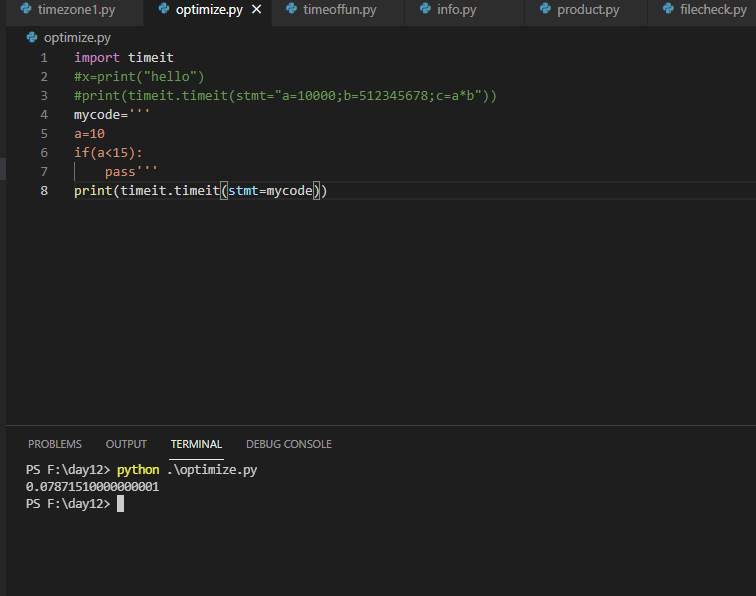 timezone1.py optimize.py × timeoffun.py info.py product.py filecheck.py
optimize.py
1 import timeit
2 #x=print("hello")
3 #print(timeit.timeit(stmt="a=10000;b=512345678;c=a*b"))
4 mycode='''
5 a=10
6 if(a<15):
7     pass'''
8 print(timeit.timeit(stmt=mycode))
PROBLEMS OUTPUT TERMINAL DEBUG CONSOLE
PS F:\day12> python .\optimize.py
0.07871510000000001
PS F:\day12>